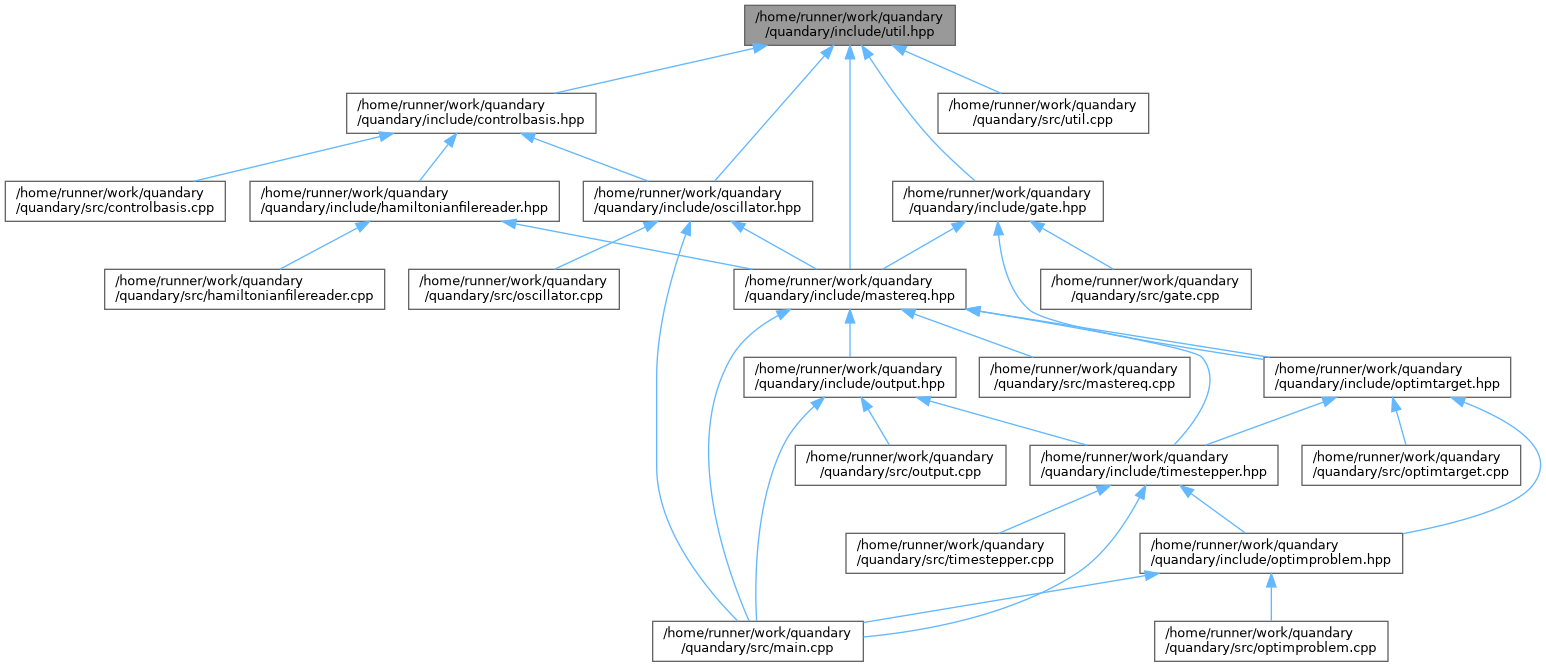 /home/runner/work/quandary
/quandary/include/util.hpp
/home/runner/work/quandary
/quandary/include/controlbasis.hpp
/home/runner/work/quandary
/quandary/src/util.cpp
/home/runner/work/quandary
/quandary/src/controlbasis.cpp
/home/runner/work/quandary
/quandary/include/hamiltonianfilereader.hpp
/home/runner/work/quandary
/quandary/include/oscillator.hpp
/home/runner/work/quandary
/quandary/include/gate.hpp
/home/runner/work/quandary
/quandary/src/hamiltonianfilereader.cpp
/home/runner/work/quandary
/quandary/src/oscillator.cpp
/home/runner/work/quandary
/quandary/include/mastereq.hpp
/home/runner/work/quandary
/quandary/src/gate.cpp
/home/runner/work/quandary
/quandary/include/output.hpp
/home/runner/work/quandary
/quandary/src/mastereq.cpp
/home/runner/work/quandary
/quandary/include/optimtarget.hpp
/home/runner/work/quandary
/quandary/src/output.cpp
/home/runner/work/quandary
/quandary/include/timestepper.hpp
/home/runner/work/quandary
/quandary/src/optimtarget.cpp
/home/runner/work/quandary
/quandary/src/timestepper.cpp
/home/runner/work/quandary
/quandary/include/optimproblem.hpp
/home/runner/work/quandary
/quandary/src/main.cpp
/home/runner/work/quandary
/quandary/src/optimproblem.cpp